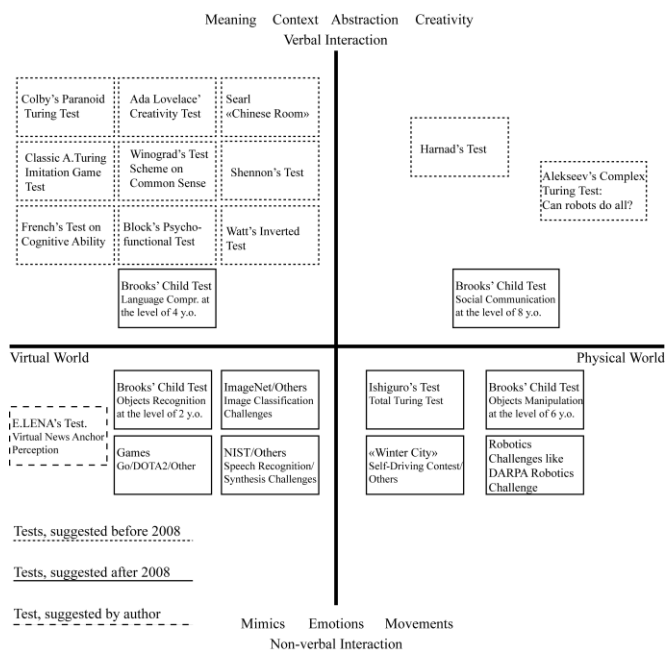 Meaning Context Abstraction Creativity
Verbal Interaction
Colby's Paranoid
Turing Test
Ada Lovelace'
Creativity Test
Searl
«Chinese Room»
Classic A.Turing
Imitation Game
Test
Winograd's Test
Scheme on
Common Sense
Shennon's Test
French's Test on
Cognitive Ability
Block's Psycho-
functional Test
Watt's Inverted
Test
Brooks' Child Test
Language Compr. at
the level of 4 y.o.
Harnad's Test
Alekseev's Complex
Turing Test:
Can robots do all?
Brooks' Child Test
Social Communication
at the level of 8 y.o.
Virtual World
Physical World
E.LENA's Test.
Virtual News Anchor
Perception
Brooks' Child Test
Objects Recognition
at the level of 2 y.o.
ImageNet/Others
Image Classification
Challenges
Games
Go/DOTA2/Other
NIST/Others
Speech Recognition/
Synthesis Challenges
Ishiguro's Test
Total Turing Test
Brooks' Child Test
Objects Manipulation
at the level of 6 y.o.
«Winter City»
Self-Driving Contest/
Others
Robotics
Challenges like
DARPA Robotics
Challenge
Tests, suggested before 2008
Tests, suggested after 2008
Test, suggested by author
Mimics Emotions Movements
Non-verbal Interaction